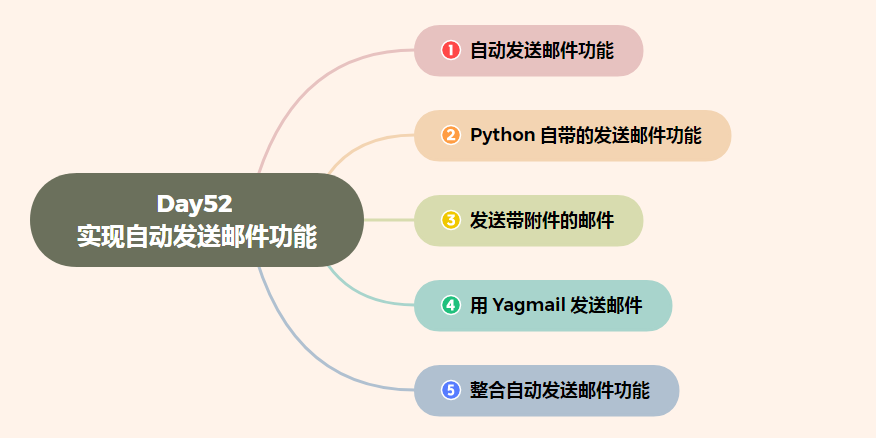 Day52
实现自动发送邮件功能
1 自动发送邮件功能
2 Python 自带的发送邮件功能
3 发送带附件的邮件
4 用 Yagmail 发送邮件
5 整合自动发送邮件功能